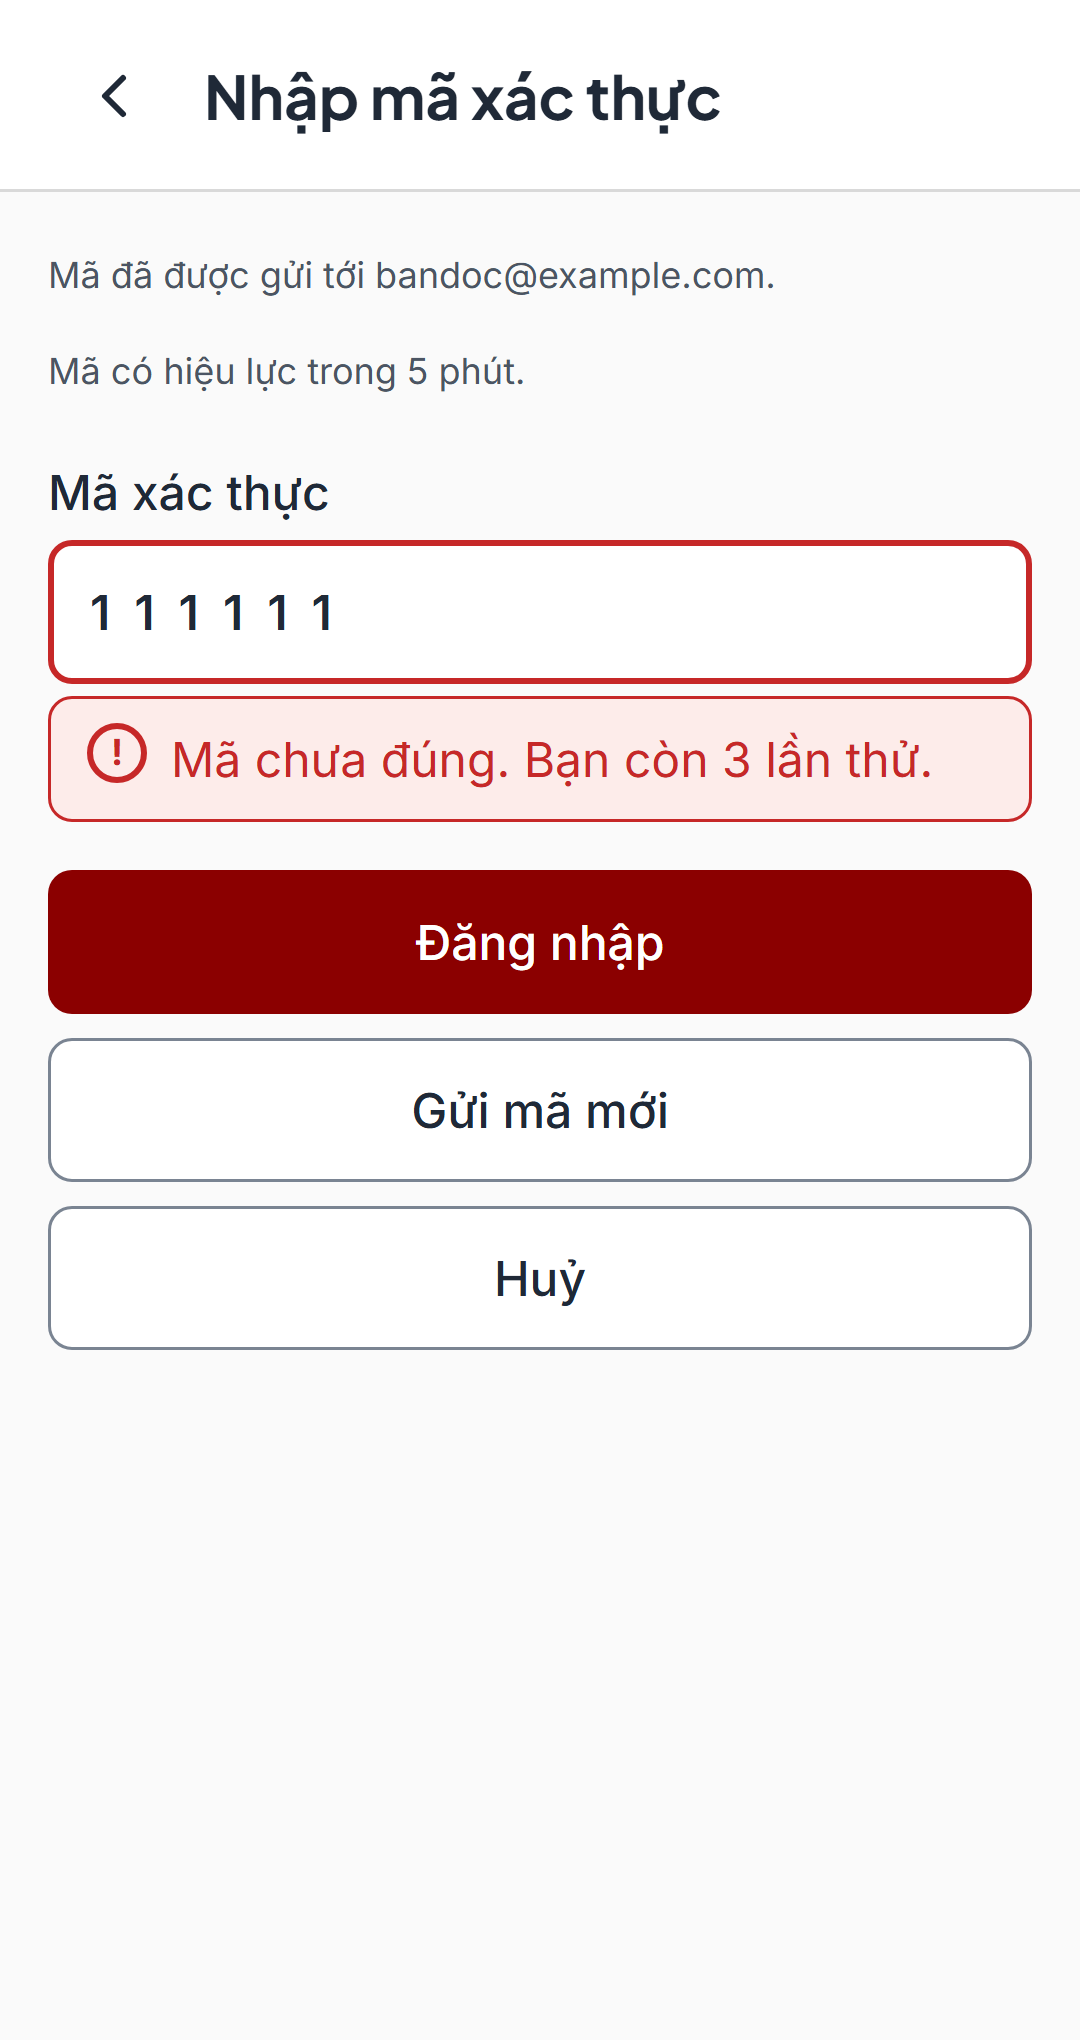 Nhập mã xác thực
Mã đã được gửi tới bandoc@example.com.
Mã có hiệu lực trong 5 phút.
Mã xác thực
1 1 1 1 1 1
! Mã chưa đúng. Bạn còn 3 lần thử.
Đăng nhập
Gửi mã mới
Huỷ